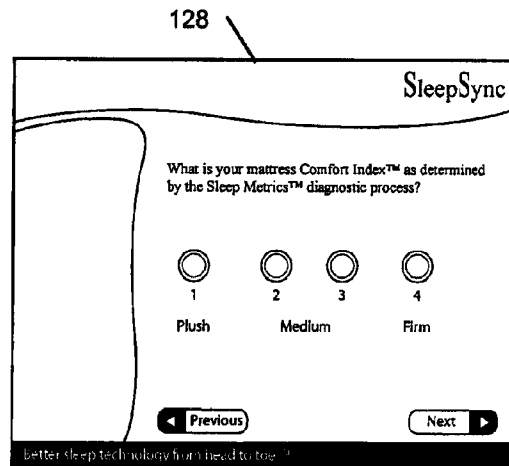 128
SleepSync
What is your mattress Comfort Index™ as determined
by the Sleep Metrics™ diagnostic process?
1 2 3 4
Plush Medium Firm
Previous Next
Better sleep technology from head to toe ™